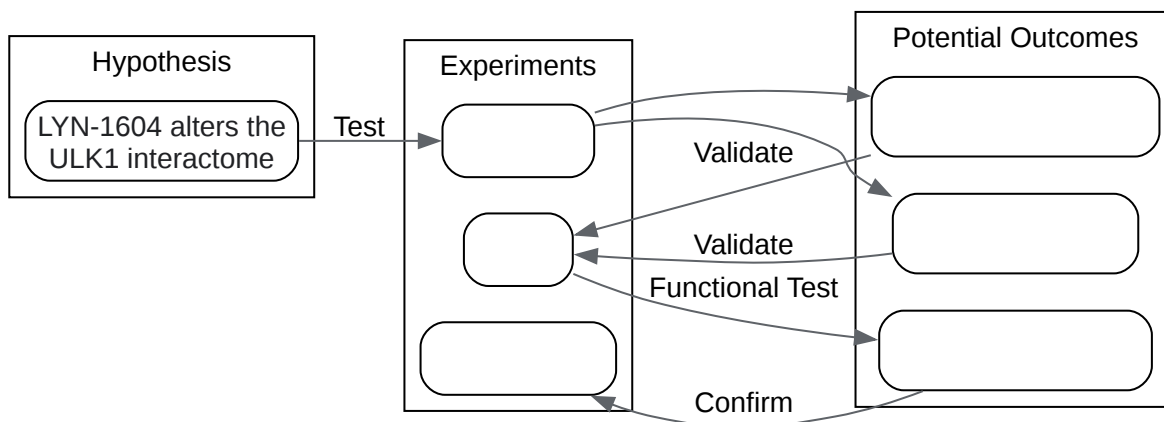 Hypothesis
LYN-1604 alters the
ULK1 interactome
Test
Experiments
Validate
Validate
Functional Test
Confirm
Potential Outcomes